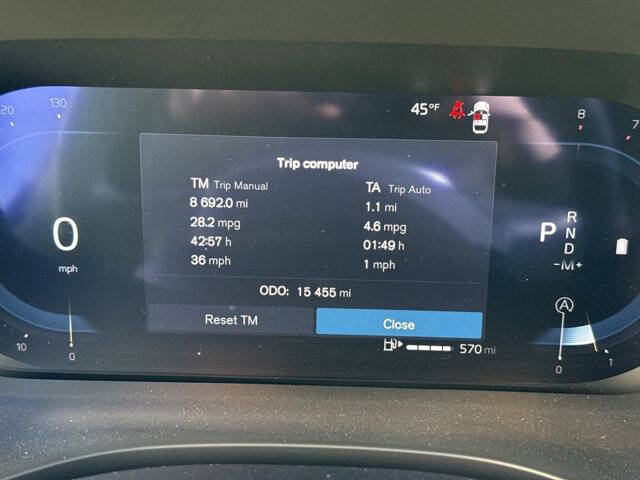 45°F
120 130
8 7
Trip computer
TM Trip Manual TA Trip Auto
8 692.0 mi 1.1 mi
28.2 mpg 4.6 mpg
42:57 h 01:49 h
36 mph 1 mph
ODO: 15 455 mi
Reset TM Close
0
mph
P R
N
D
-M+
A
570 mi
10 0 0 1